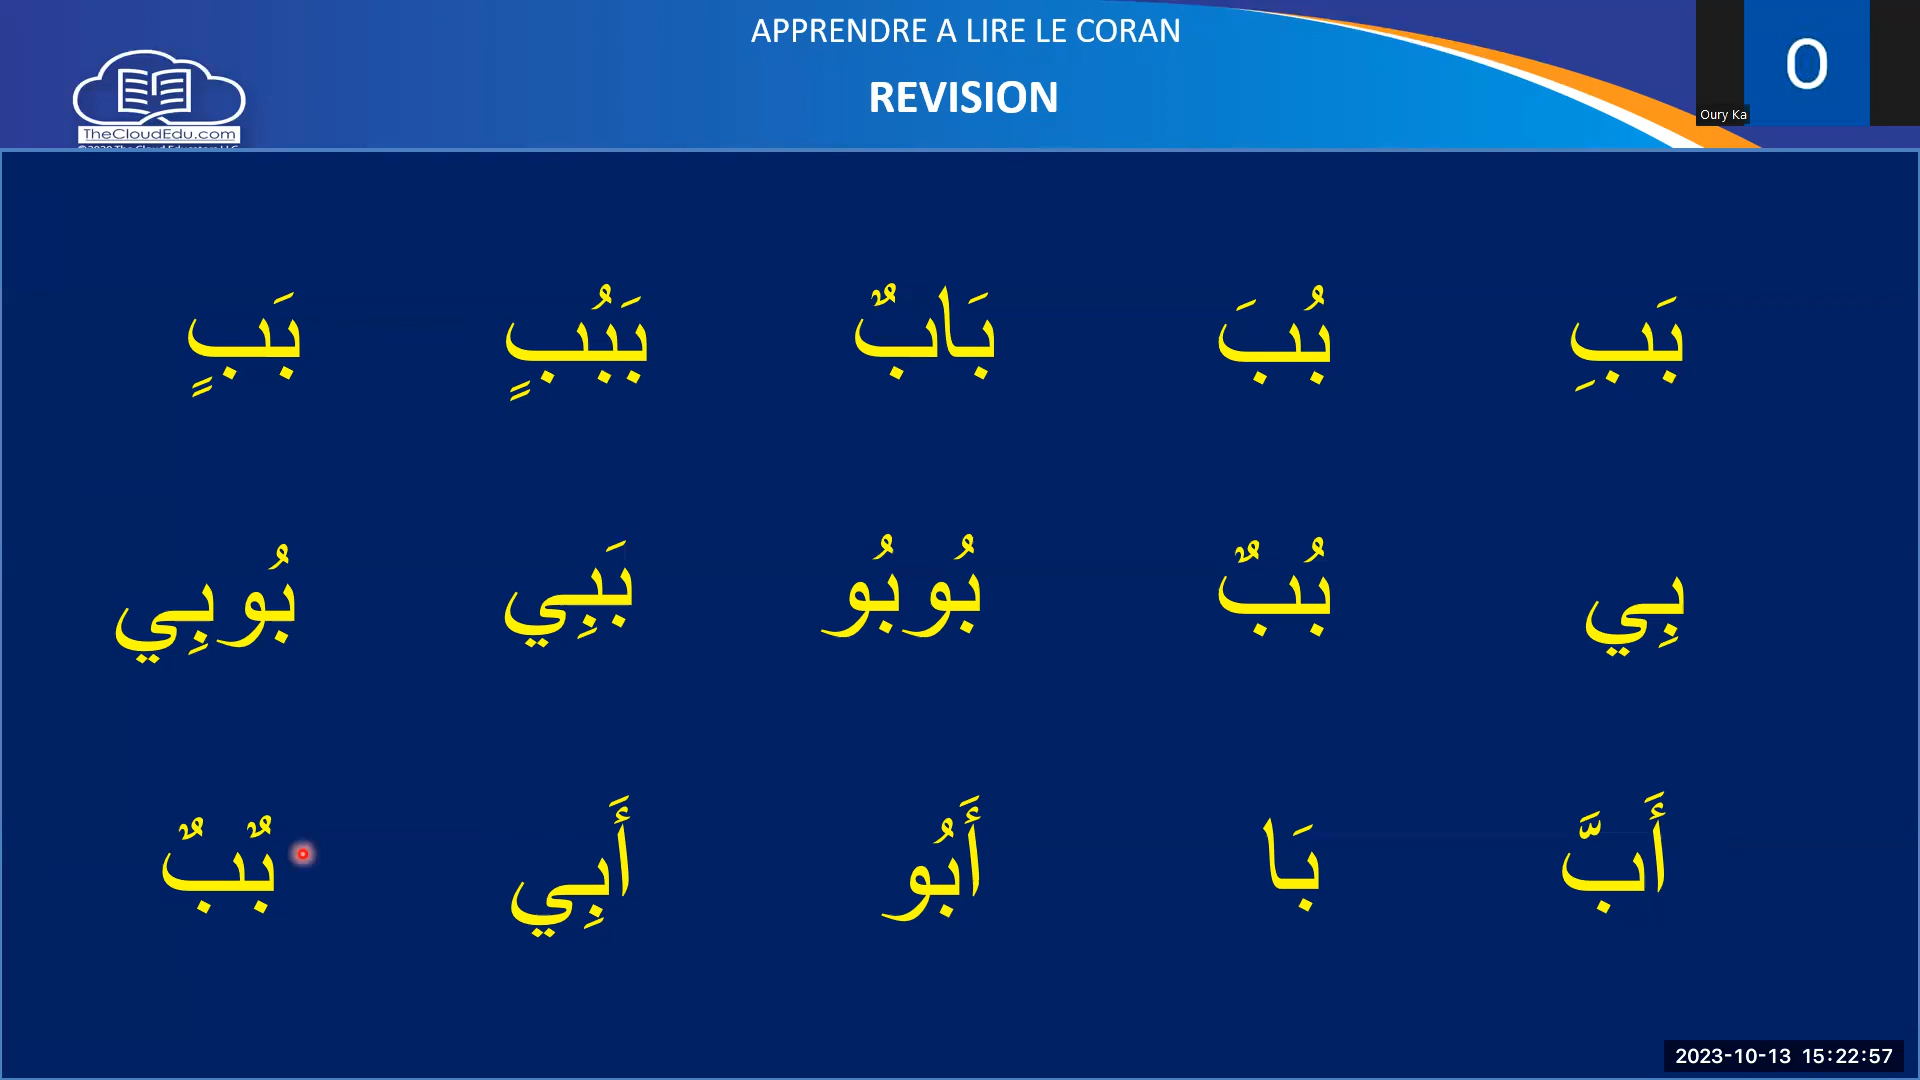 APPRENDRE A LIRE LE CORAN
REVISION
O
Oury Ka
TheCloudEdu.com
بَبِ بُبَ بَابٌ بَبُبٍ بَبٍ
بِي بُبٌ بُوبُو بَبِي بُوبِي
أَبَّ بَا أَبُو أَبِي بٌبٌ
2023-10-13 15:22:57